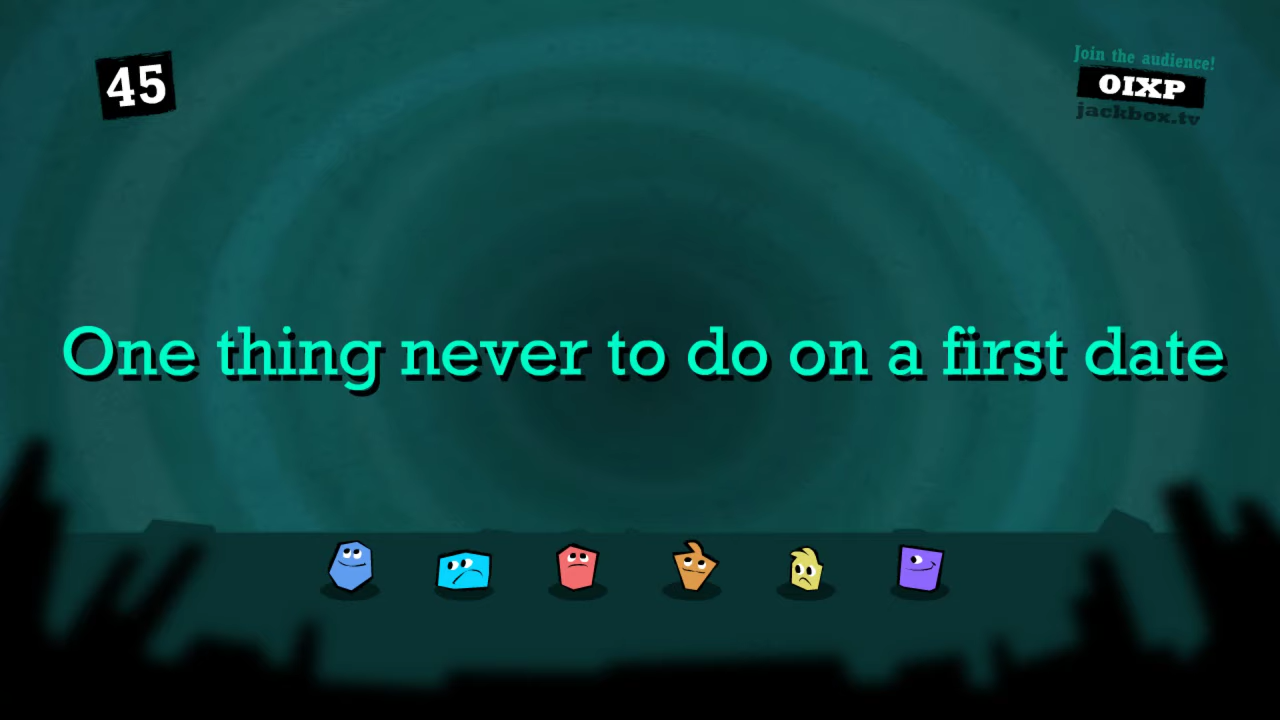 45
Join the audience!
OIXP
jackbox.tv
One thing never to do on a first date